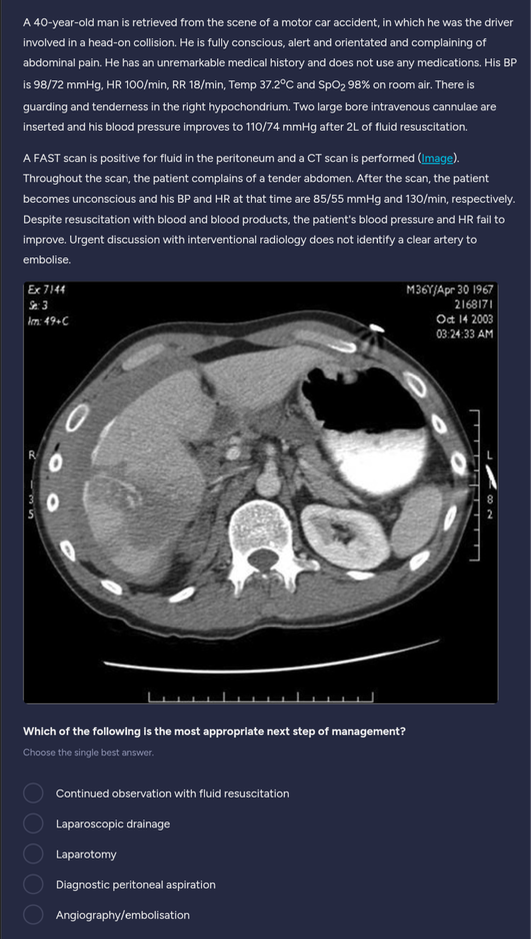 A 40-year-old man is retrieved from the scene of a motor car accident, in which he was the driver
involved in a head-on collision. He is fully conscious, alert and orientated and complaining of
abdominal pain. He has an unremarkable medical history and does not use any medications. His BP
is 98/72 mmHg, HR 100/min, RR 18/min, Temp 37.2°C and SpO₂ 98% on room air. There is
guarding and tenderness in the right hypochondrium. Two large bore intravenous cannulae are
inserted and his blood pressure improves to 110/74 mmHg after 2L of fluid resuscitation.
A FAST scan is positive for fluid in the peritoneum and a CT scan is performed (Image).
Throughout the scan, the patient complains of a tender abdomen. After the scan, the patient
becomes unconscious and his BP and HR at that time are 85/55 mmHg and 130/min, respectively.
Despite resuscitation with blood and blood products, the patient's blood pressure and HR fail to
improve. Urgent discussion with interventional radiology does not identify a clear artery to
embolise.
Ex 7144
Se: 3
Im: 49+C
M36Y/Apr 30 1967
2168171
Oct 14 2003
03:24:33 AM
R
1
3
5
L
1
8
2
Which of the following is the most appropriate next step of management?
Choose the single best answer.
Continued observation with fluid resuscitation
Laparoscopic drainage
Laparotomy
Diagnostic peritoneal aspiration
Angiography/embolisation